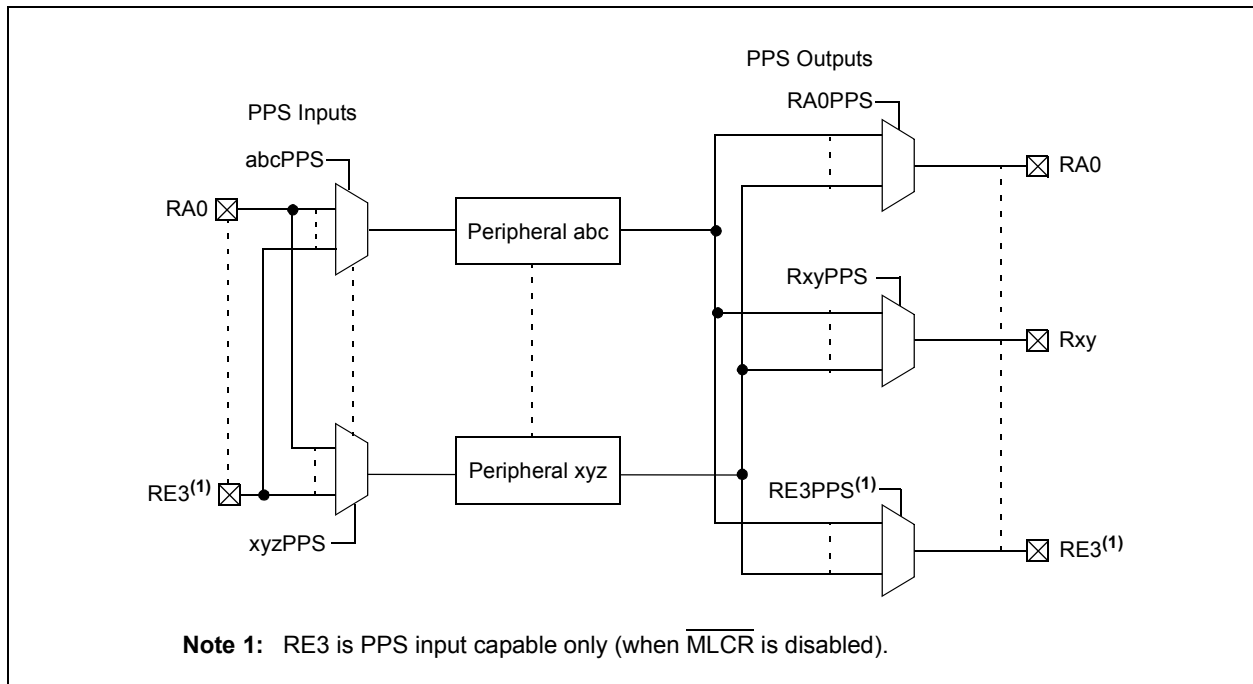 PPS Outputs
RA0PPS
PPS Inputs
abcPPS
RA0
RA0
Peripheral abc
RxyPPS
Rxy
Peripheral xyz
RE3(1)
RE3PPS(1)
xyzPPS
RE3(1)
Note 1: RE3 is PPS input capable only (when MLCR is disabled).